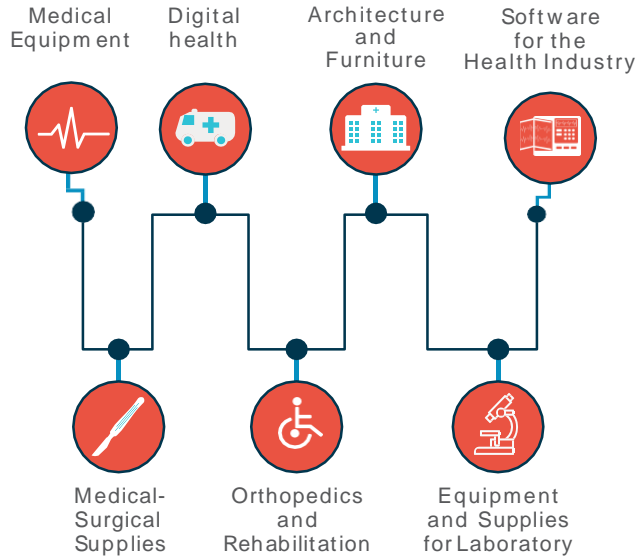 Medical
Equipment
Digital
health
Architecture
and
Furniture
Software
for the
Health Industry
Medical-
Surgical
Supplies
Orthopedics
and
Rehabilitation
Equipment
and Supplies
for Laboratory